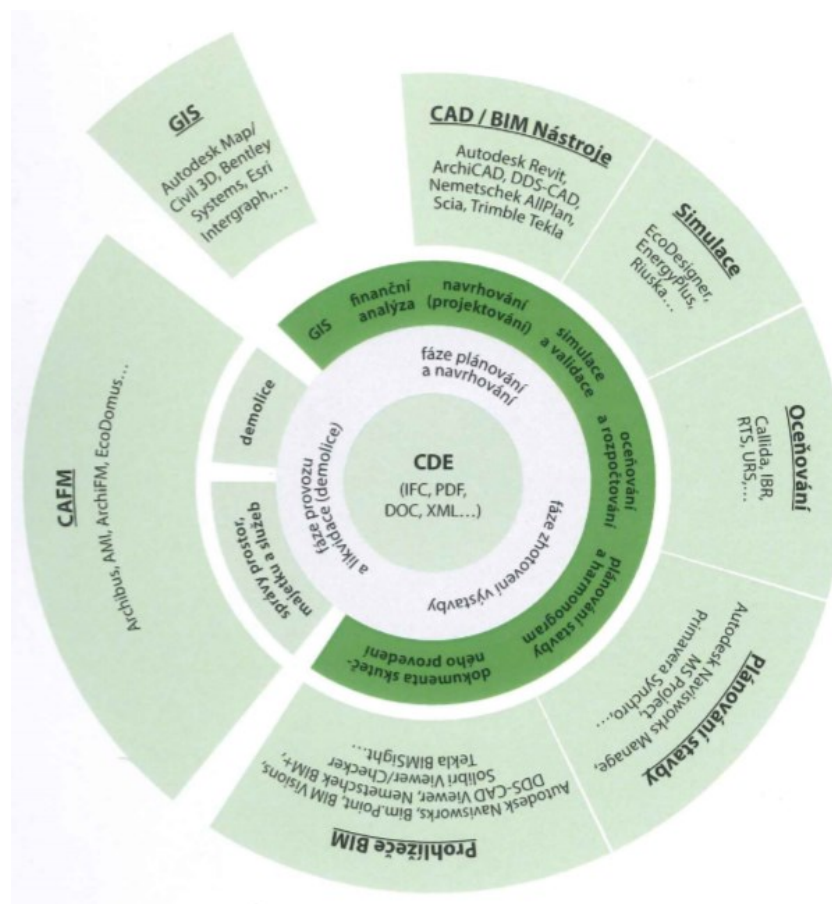 GIS
Autodesk Map/
Civil 3D, Bentley
Systems, Esri
Intergraph,…
CAD / BIM Nástroje
Autodesk Revit,
ArchiCAD, DDS-CAD,
Nemetschek AllPlan,
Scia, Trimble Tekla
Simulace
EcoDesigner,
EnergyPlus,
Riuska…
Oceňování
Callida, IBR,
RTS, URS,…
Plánování stavby
Autodesk Navisworks Manage,
MS Project,
Primavera Synchro,…
Prohlížeče BIM
Autodesk Navisworks, Bim.Point, BIM Visions,
DDS-CAD Viewer, Nemetschek BIM+,
Solibri Viewer/Checker
Tekla BIMSight…
CAFM
Archibus, AMI, ArchiFM, EcoDomus…
GIS
finanční
analýza
navrhování
(projektování)
simulace
a validace
oceňování
a rozpočtování
plánování stavby
a harmonogram
dokumenta skuteč-
ného provedení
správy prostor,
majetku a služeb
demolice
fáze plánování
a navrhování
fáze zhotovení výstavby
fáze provozu
a likvidace (demolice)
CDE
(IFC, PDF,
DOC, XML…)